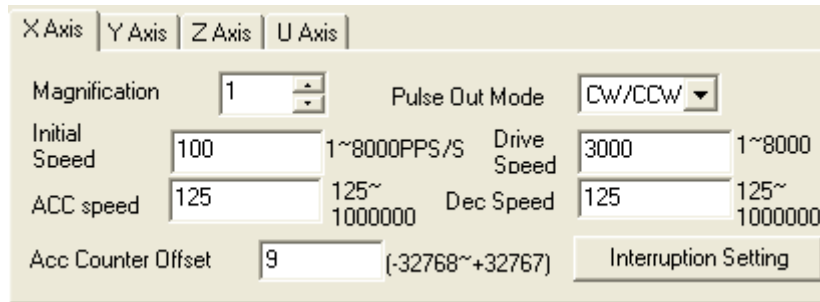 X Axis Y Axis Z Axis U Axis
Magnification 1 Pulse Out Mode CW/CCW
Initial Speed 100 1~8000PPS/S Drive Speed 3000 1~8000
ACC speed 125 125~1000000 Dec Speed 125 125~1000000
Acc Counter Offset 9 (-32768~+32767) Interruption Setting